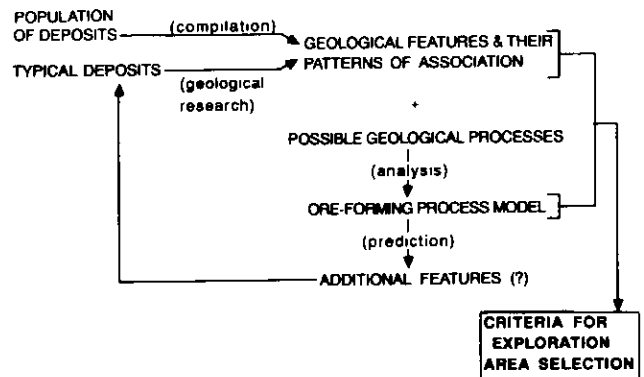 POPULATION
OF DEPOSITS
(compilation)
GEOLOGICAL FEATURES & THEIR
PATTERNS OF ASSOCIATION
TYPICAL DEPOSITS
(geological
research)
+
POSSIBLE GEOLOGICAL PROCESSES
(analysis)
ORE-FORMING PROCESS MODEL
(prediction)
ADDITIONAL FEATURES (?)
CRITERIA FOR
EXPLORATION
AREA SELECTION